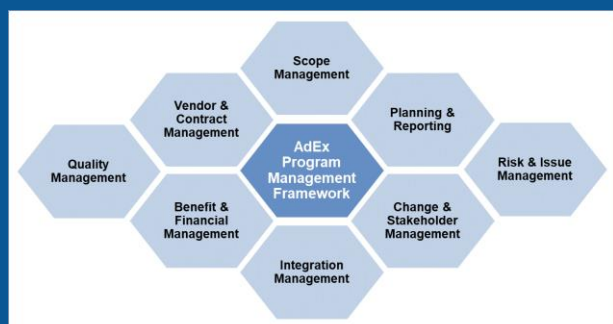 Scope
Management
Vendor &
Contract
Management
Planning &
Reporting
Quality
Management
AdEx
Program
Management
Framework
Risk & Issue
Management
Benefit &
Financial
Management
Change &
Stakeholder
Management
Integration
Management